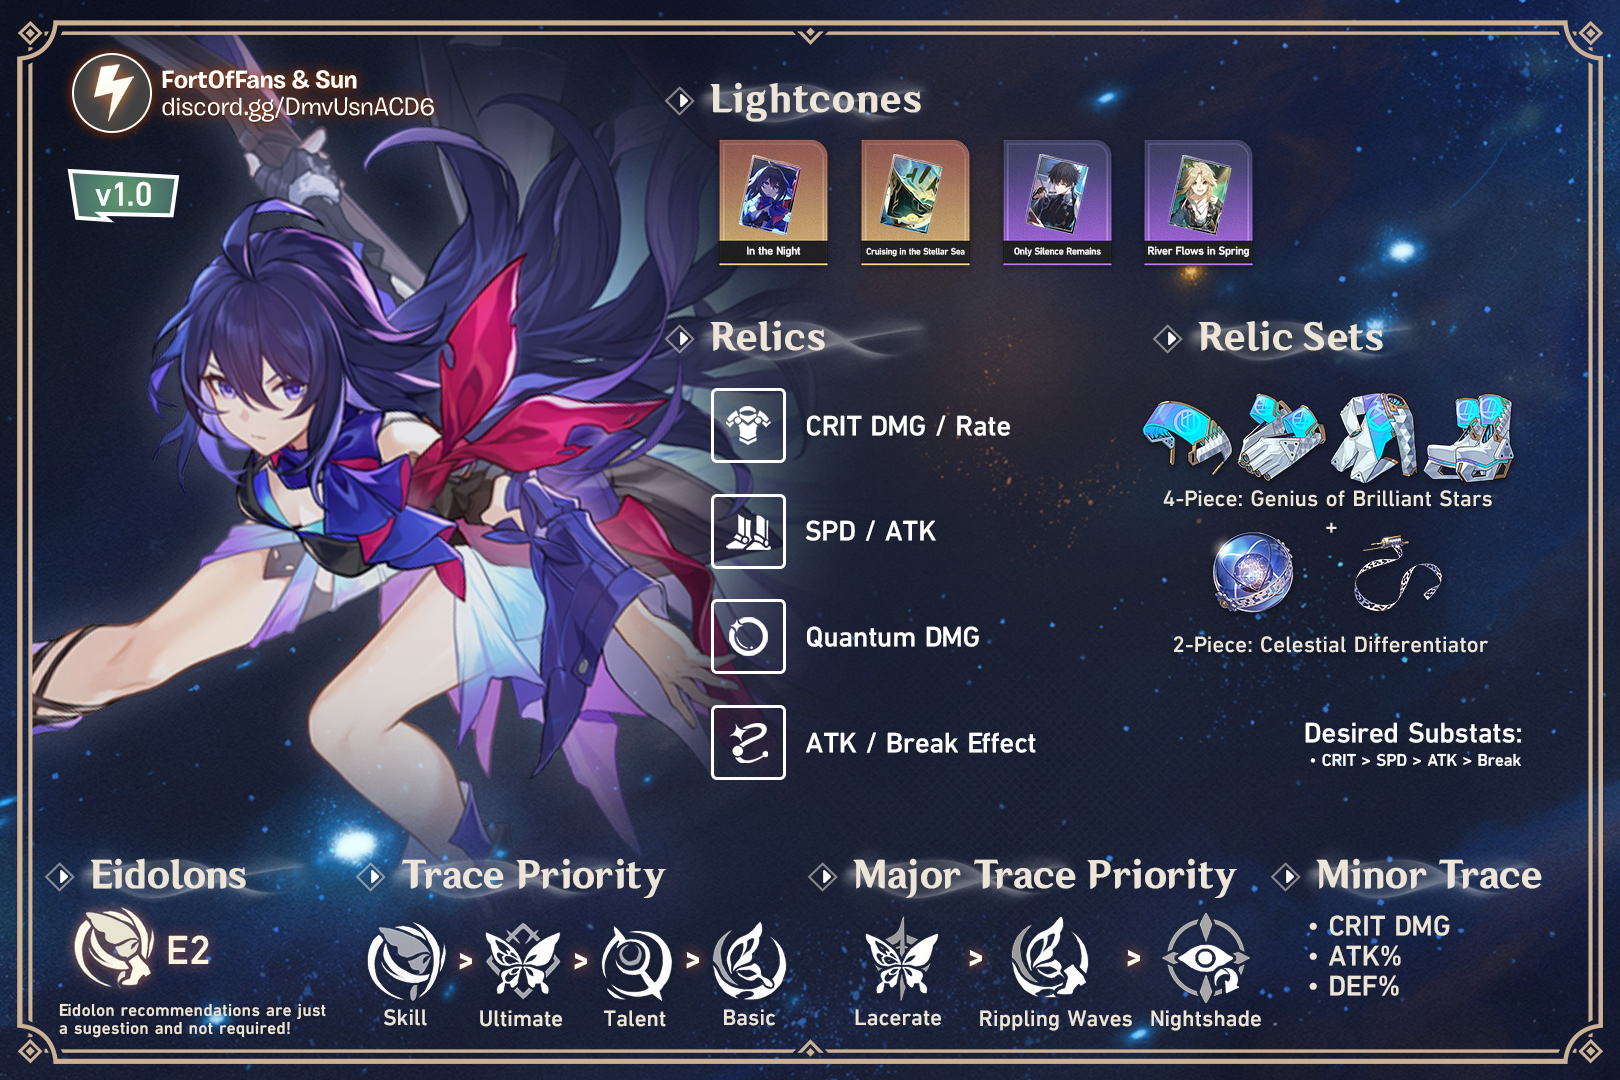 FortOfFans & Sun
discord.gg/DmvUsnACD6
v1.0
Lightcones
In the Night
Cruising in the Stellar Sea
Only Silence Remains
River Flows in Spring
Relics
CRIT DMG / Rate
SPD / ATK
Quantum DMG
ATK / Break Effect
Relic Sets
4-Piece: Genius of Brilliant Stars
+
2-Piece: Celestial Differentiator
Desired Substats:
• CRIT > SPD > ATK > Break
Eidolons
E2
Eidolon recommendations are just
a sugestion and not required!
Trace Priority
> > >
Skill Ultimate Talent Basic
Major Trace Priority
> >
Lacerate Rippling Waves Nightshade
Minor Trace
• CRIT DMG
• ATK%
• DEF%